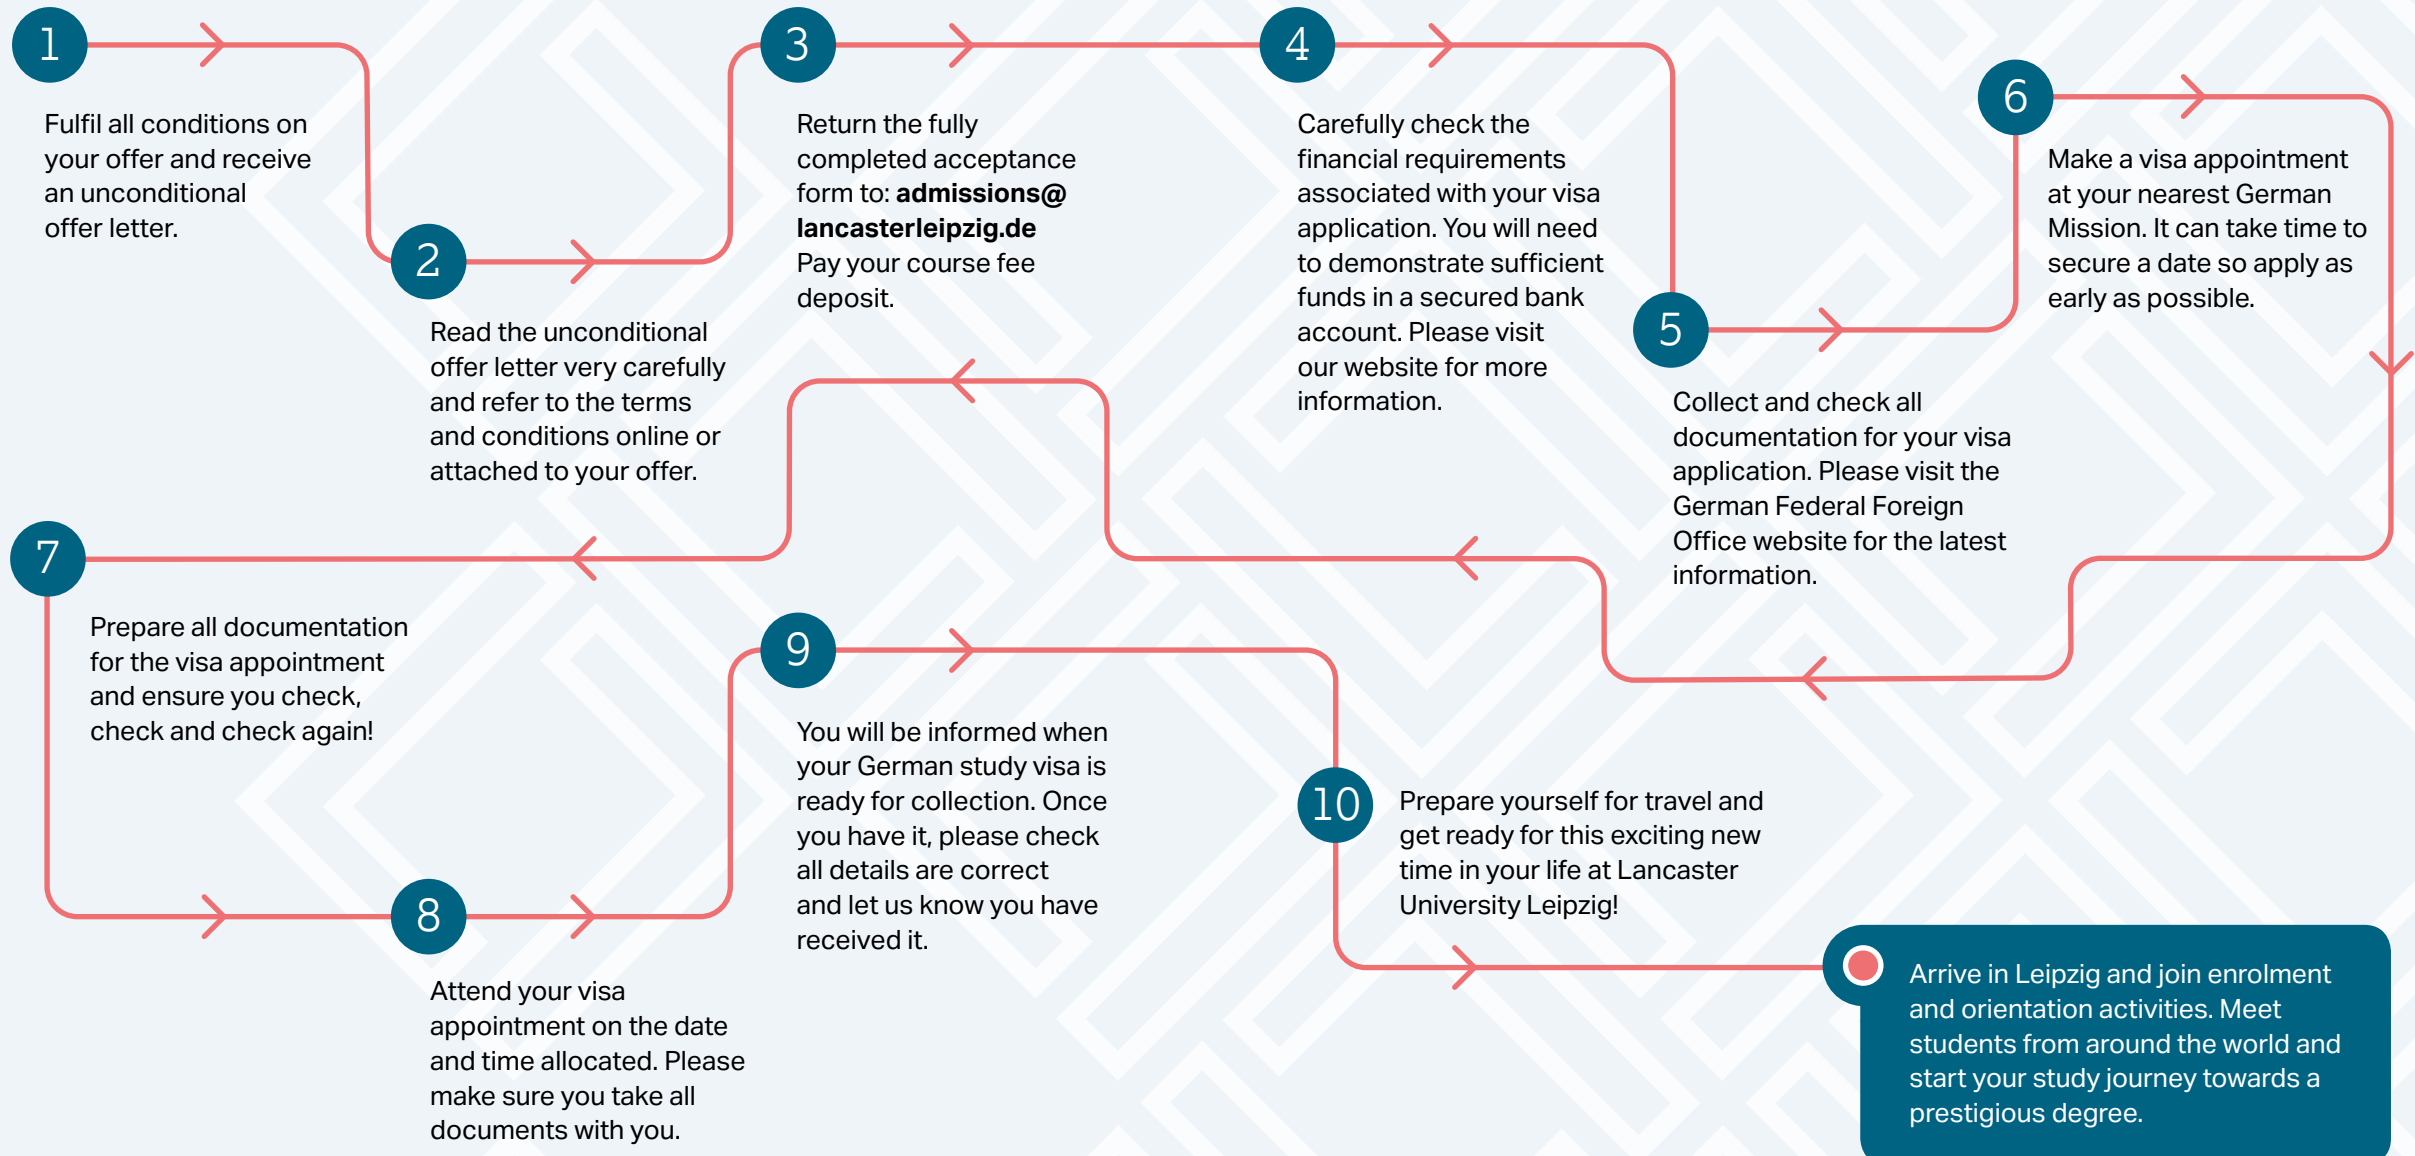 1
Fulfil all conditions on
your offer and receive
an unconditional
offer letter.
2
Read the unconditional
offer letter very carefully
and refer to the terms
and conditions online or
attached to your offer.
3
Return the fully
completed acceptance
form to: admissions@
lancasterleipzig.de
Pay your course fee
deposit.
4
Carefully check the
financial requirements
associated with your visa
application. You will need
to demonstrate sufficient
funds in a secured bank
account. Please visit
our website for more
information.
5
Collect and check all
documentation for your visa
application. Please visit the
German Federal Foreign
Office website for the latest
information.
6
Make a visa appointment
at your nearest German
Mission. It can take time to
secure a date so apply as
early as possible.
7
Prepare all documentation
for the visa appointment
and ensure you check,
check and check again!
8
Attend your visa
appointment on the date
and time allocated. Please
make sure you take all
documents with you.
9
You will be informed when
your German study visa is
ready for collection. Once
you have it, please check
all details are correct
and let us know you have
received it.
10
Prepare yourself for travel and
get ready for this exciting new
time in your life at Lancaster
University Leipzig!
Arrive in Leipzig and join enrolment
and orientation activities. Meet
students from around the world and
start your study journey towards a
prestigious degree.